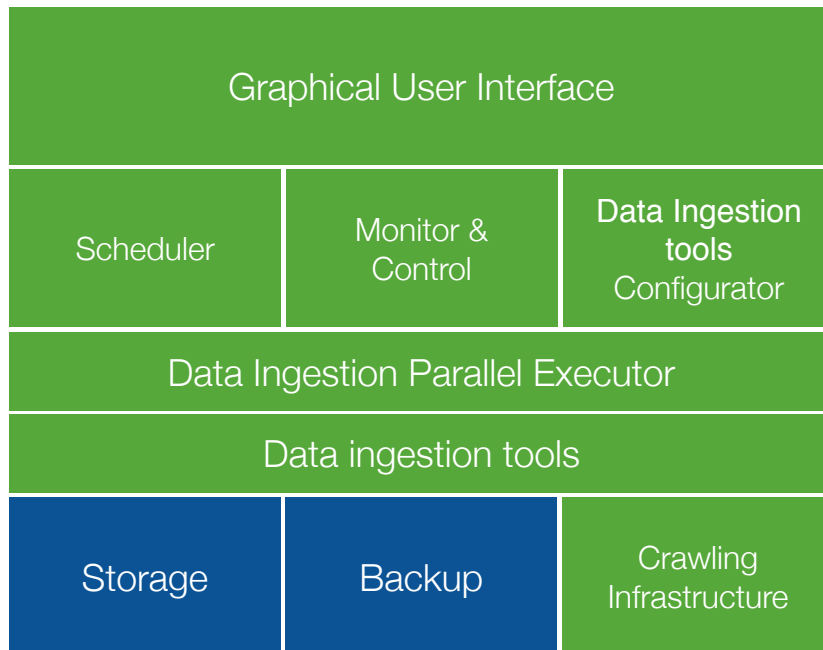 Graphical User Interface
Scheduler
Monitor &
Control
Data Ingestion
tools
Configurator
Data Ingestion Parallel Executor
Data ingestion tools
Storage
Backup
Crawling
Infrastructure